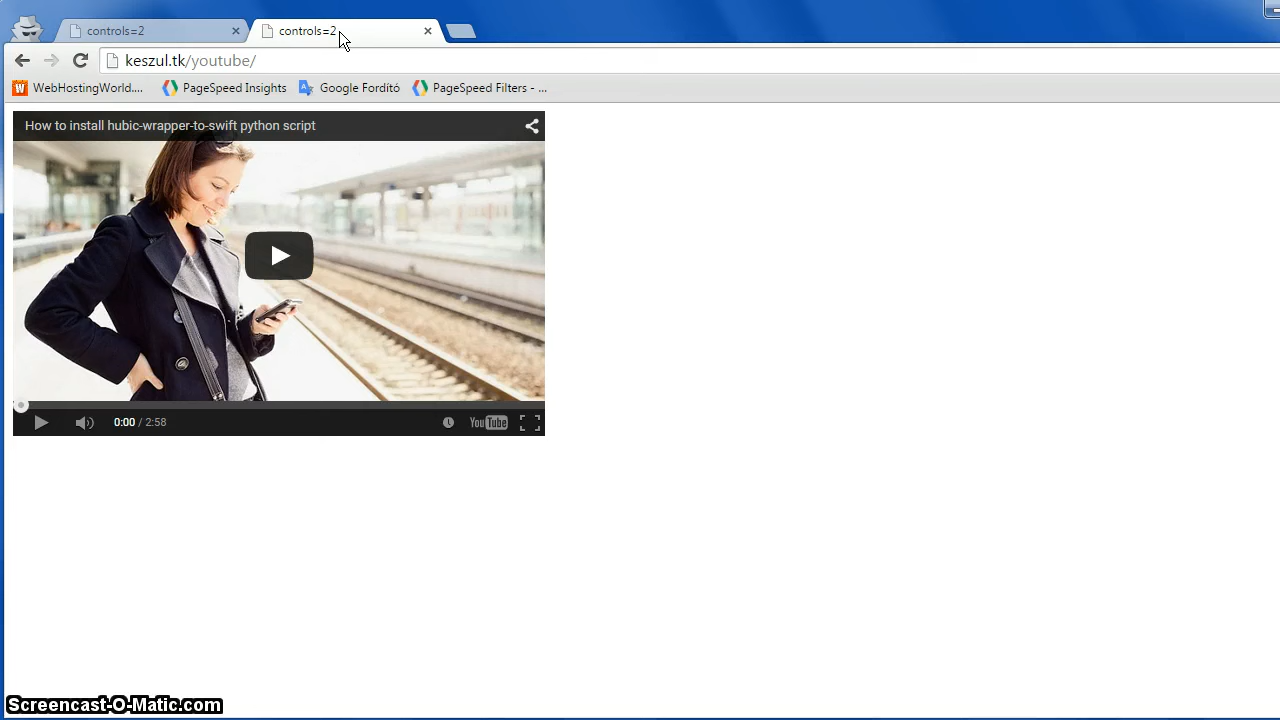 controls=2
controls=2
keszul.tk/youtube/
WebHostingWorld.... PageSpeed Insights Google Fordító PageSpeed Filters - ...
How to install hubic-wrapper-to-swift python script
0:00 / 2:58 YouTube
Screencast-O-Matic.com